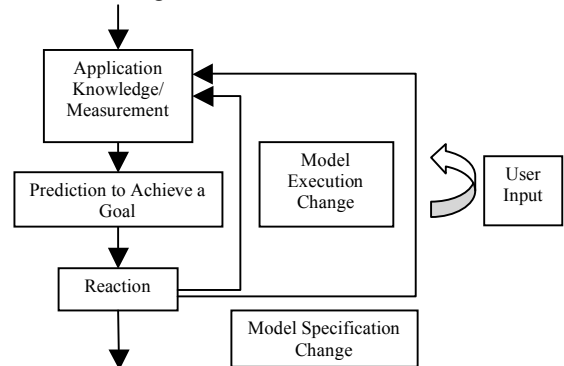 Application
Knowledge/
Measurement
Prediction to Achieve a
Goal
Reaction
Model
Execution
Change
User
Input
Model Specification
Change